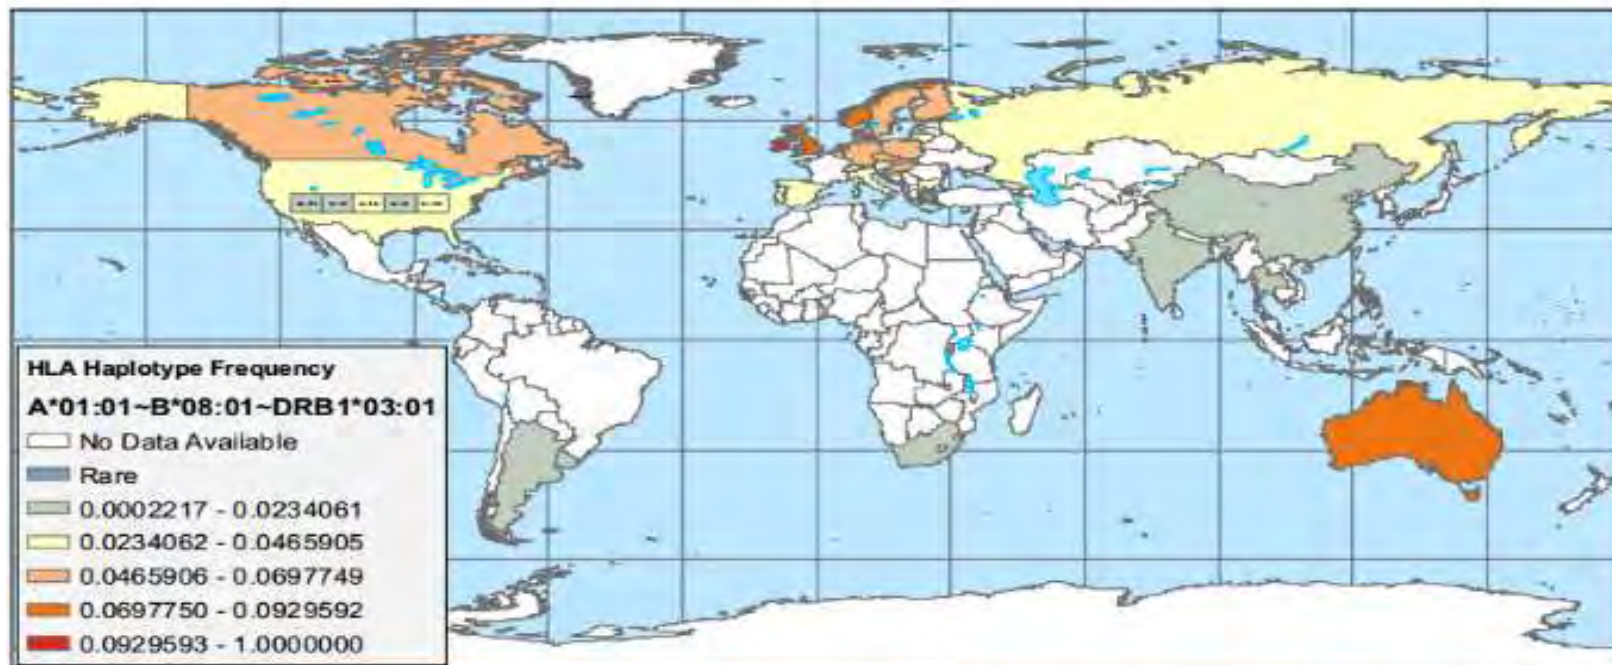 HLA Haplotype Frequency
A*01:01~B*08:01~DRB1*03:01
No Data Available
Rare
0.0002217 - 0.0234061
0.0234062 - 0.0465905
0.0465906 - 0.0697749
0.0697750 - 0.0929592
0.0929593 - 1.0000000